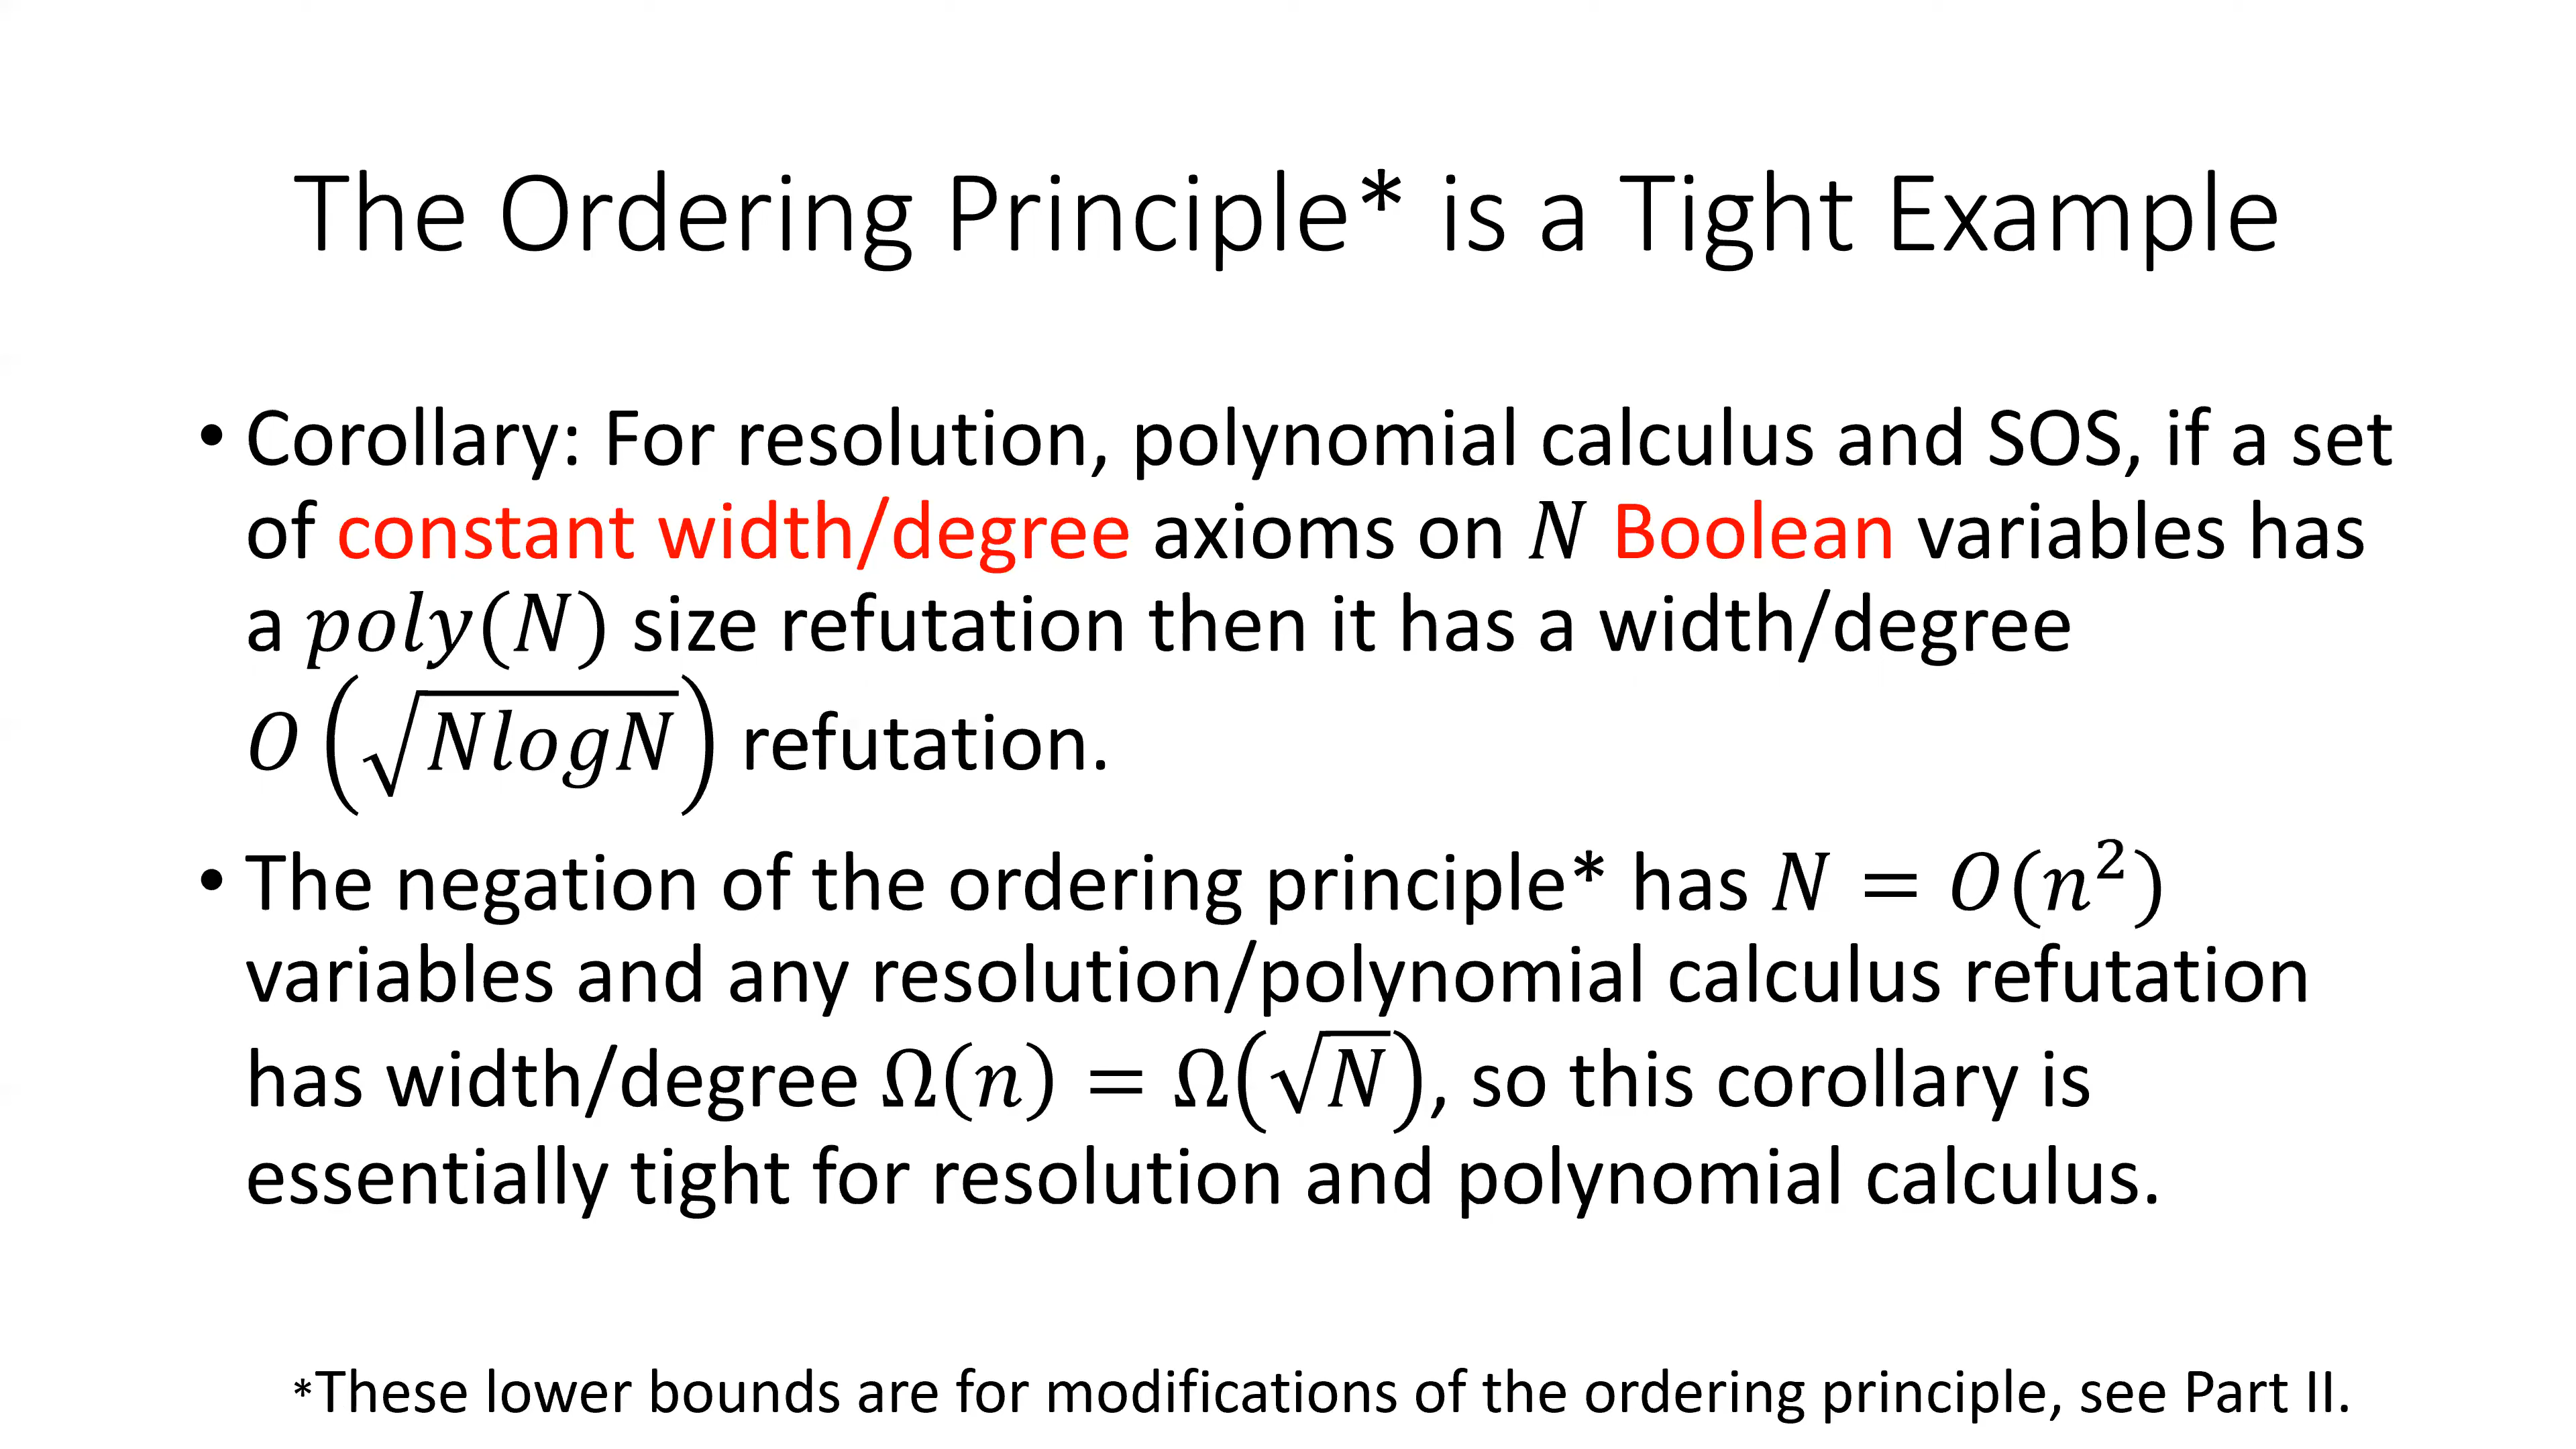 The Ordering Principle* is a Tight Example
• Corollary: For resolution, polynomial calculus and SOS, if a set
of constant width/degree axioms on N Boolean variables has
a poly(N) size refutation then it has a width/degree
O(√(NlogN)) refutation.
• The negation of the ordering principle* has N = O(n²)
variables and any resolution/polynomial calculus refutation
has width/degree Ω(n) = Ω(√N), so this corollary is
essentially tight for resolution and polynomial calculus.
*These lower bounds are for modifications of the ordering principle, see Part II.